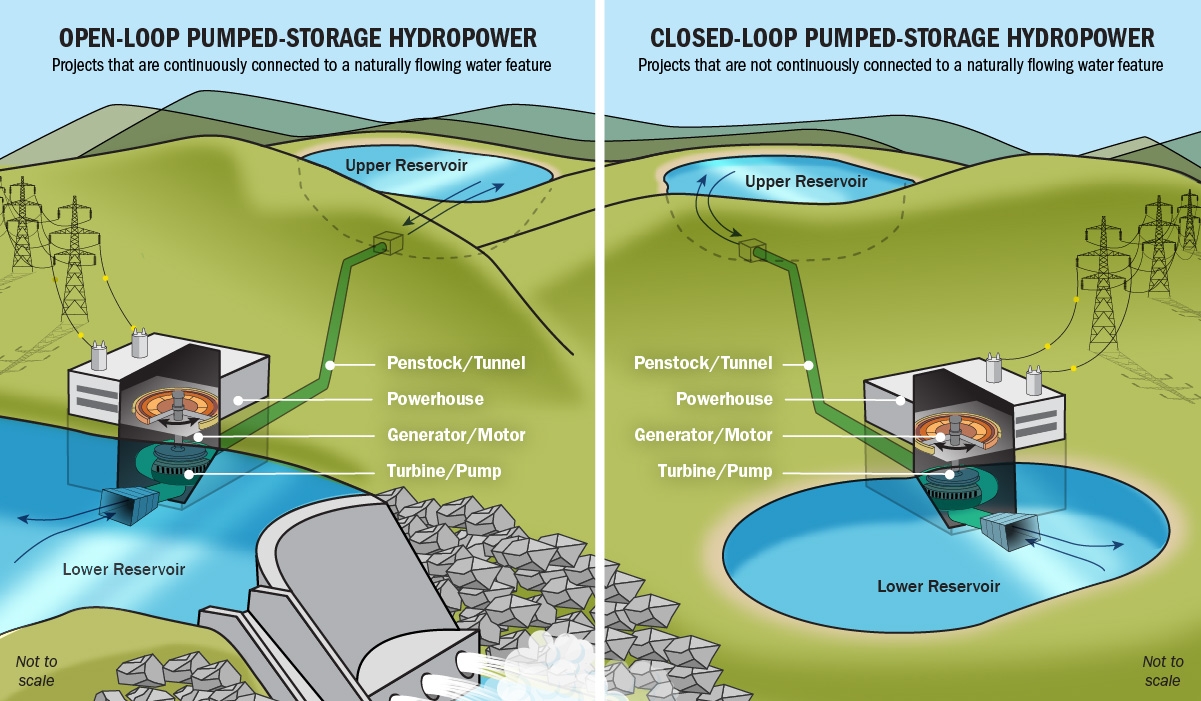 OPEN-LOOP PUMPED-STORAGE HYDROPOWER
Projects that are continuously connected to a naturally flowing water feature
Upper Reservoir
Penstock/Tunnel
Powerhouse
Generator/Motor
Turbine/Pump
Lower Reservoir
Not to
scale
CLOSED-LOOP PUMPED-STORAGE HYDROPOWER
Projects that are not continuously connected to a naturally flowing water feature
Upper Reservoir
Penstock/Tunnel
Powerhouse
Generator/Motor
Turbine/Pump
Lower Reservoir
Not to
scale